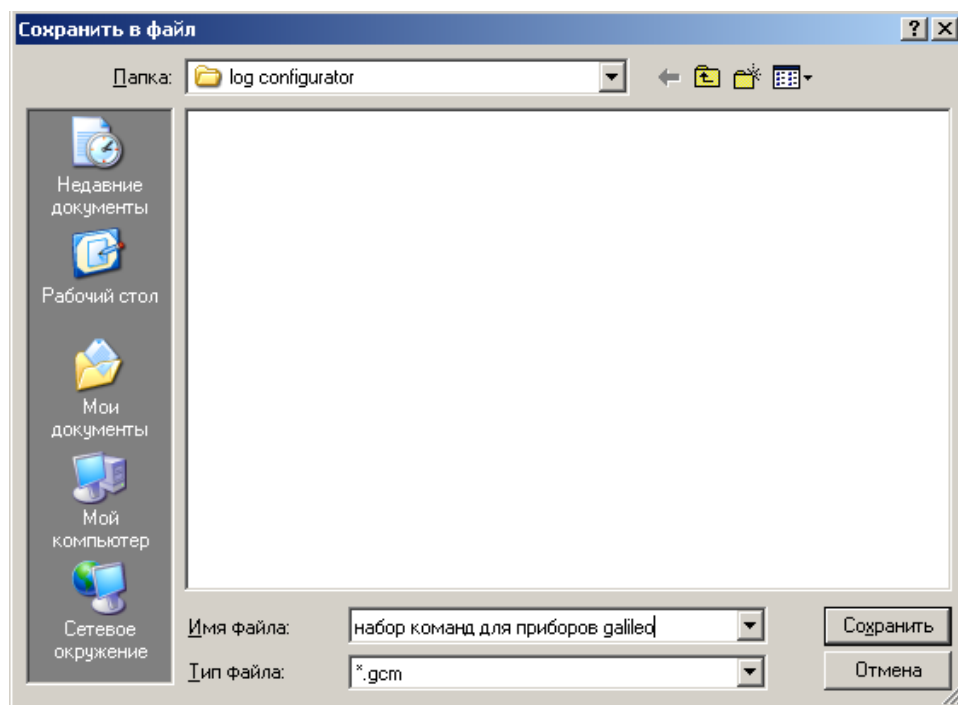 Сохранить в файл
Папка:
log configurator
Недавние
документы
Рабочий стол
Мои
документы
Мой
компьютер
Сетевое
окружение
Имя файла:
набор команд для приборов galileo
Сохранить
Тип файла:
*.gcm
Отмена